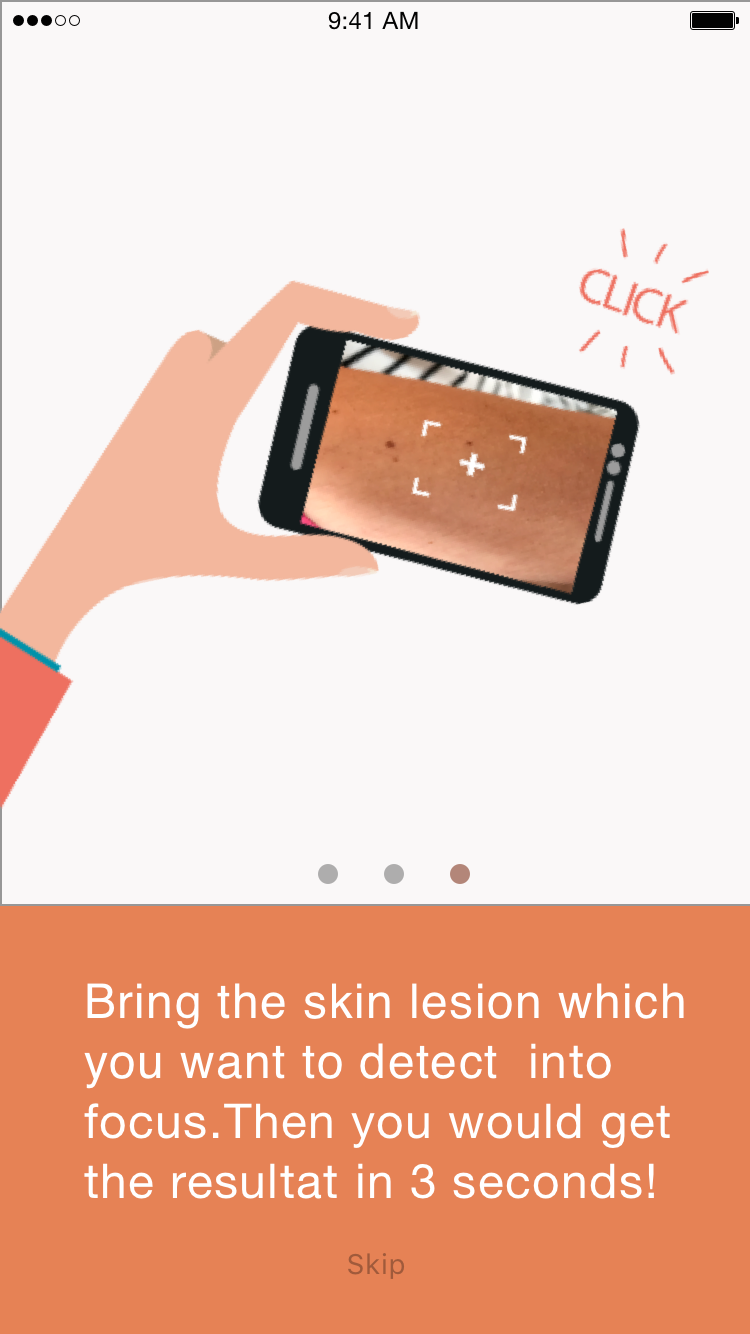 9:41 AM
CLICK
Bring the skin lesion which
you want to detect  into
focus.Then you would get
the resultat in 3 seconds!
Skip